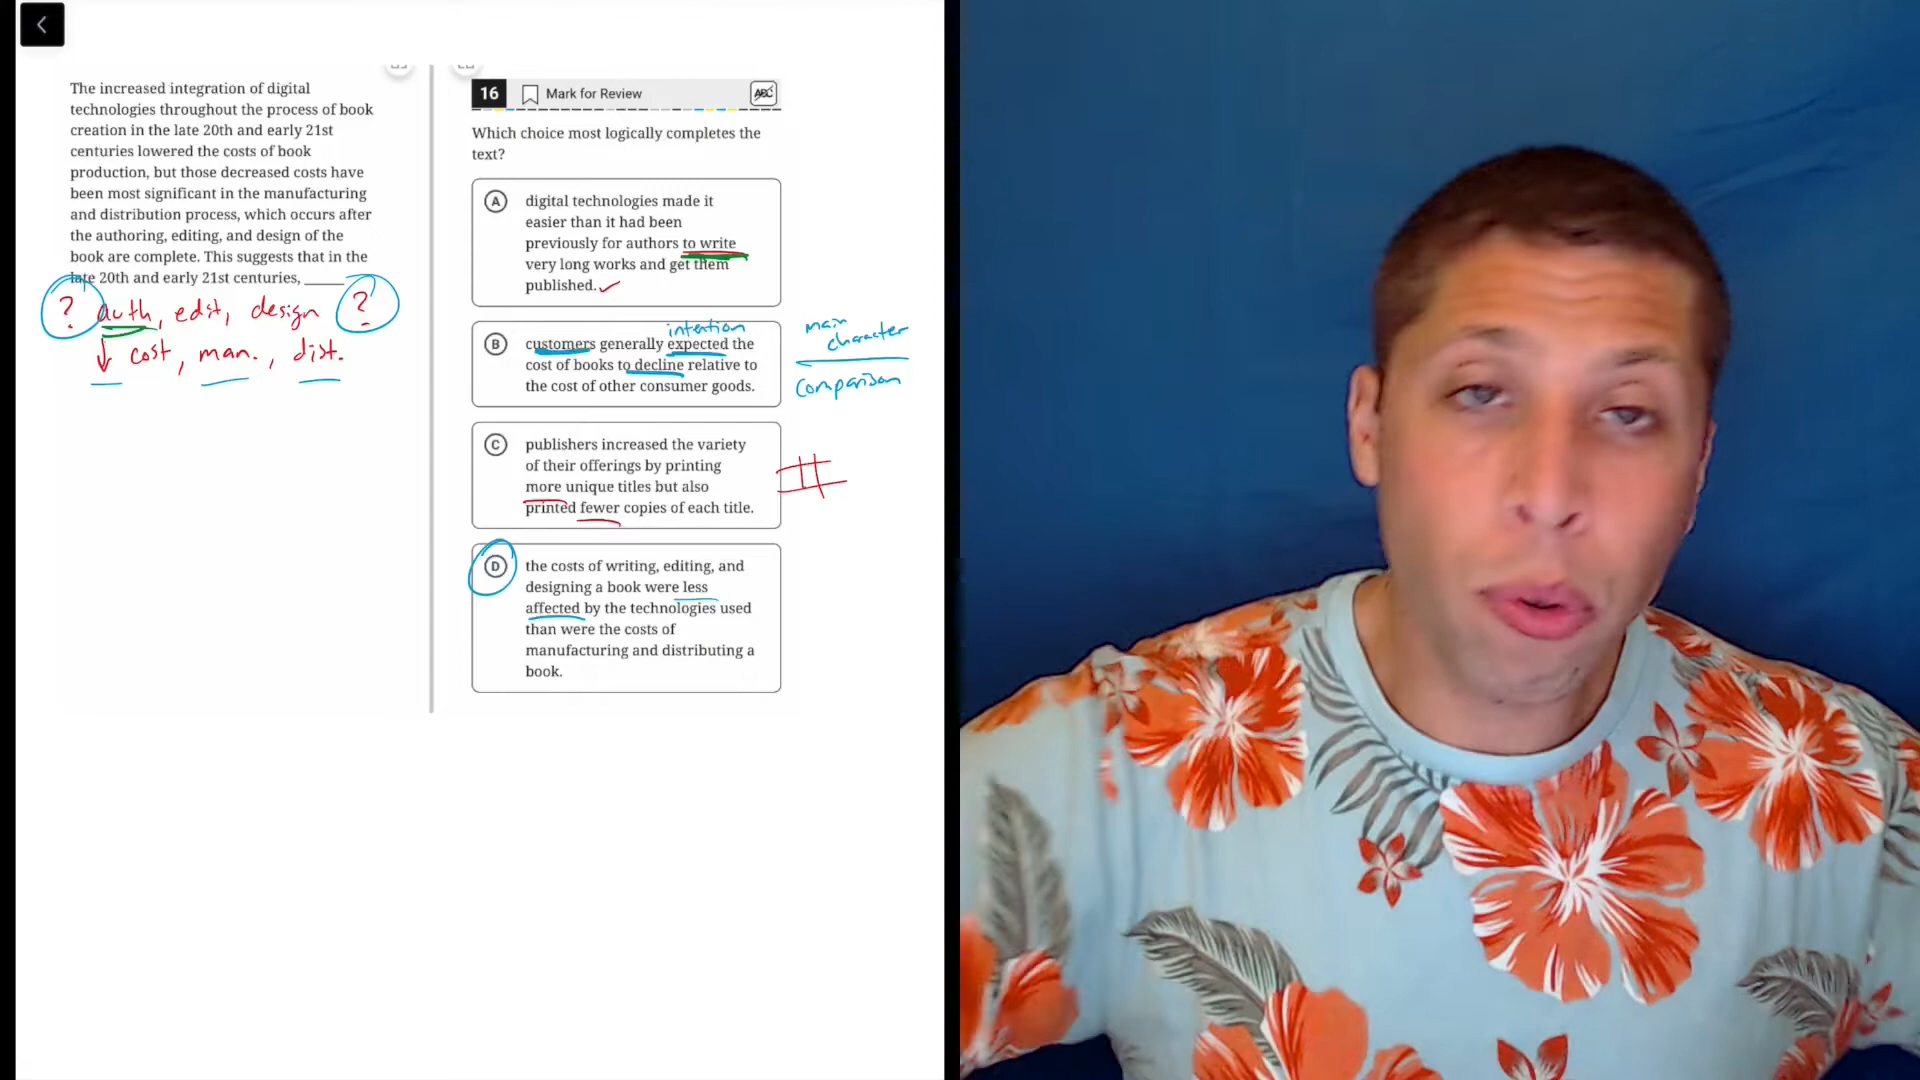 The increased integration of digital
technologies throughout the process of book
creation in the late 20th and early 21st
centuries lowered the costs of book
production, but those decreased costs have
been most significant in the manufacturing
and distribution process, which occurs after
the authoring, editing, and design of the
book are complete. This suggests that in the
late 20th and early 21st centuries, ______
? auth, edit, design ?
↓ cost, man., dist.
16 Mark for Review ABC
Which choice most logically completes the
text?
A digital technologies made it
easier than it had been
previously for authors to write
very long works and get them
published.
intention
B customers generally expected the
cost of books to decline relative to
the cost of other consumer goods.
main
character
comparison
C publishers increased the variety
of their offerings by printing
more unique titles but also
printed fewer copies of each title.
#
D the costs of writing, editing, and
designing a book were less
affected by the technologies used
than were the costs of
manufacturing and distributing a
book.